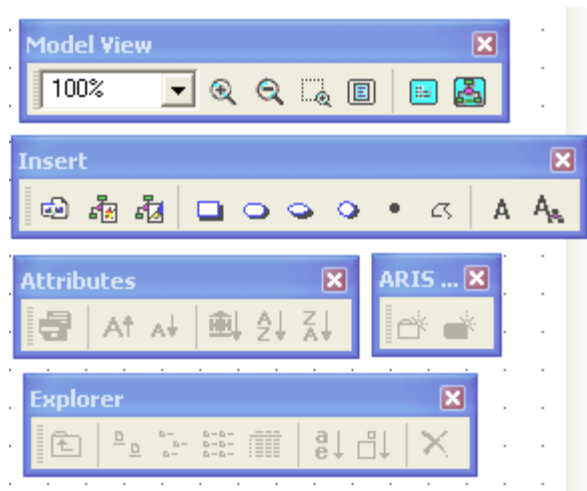 Model View
100%
Insert
A A
Attributes
ARIS ...
A A A Z Z A
Explorer
a e